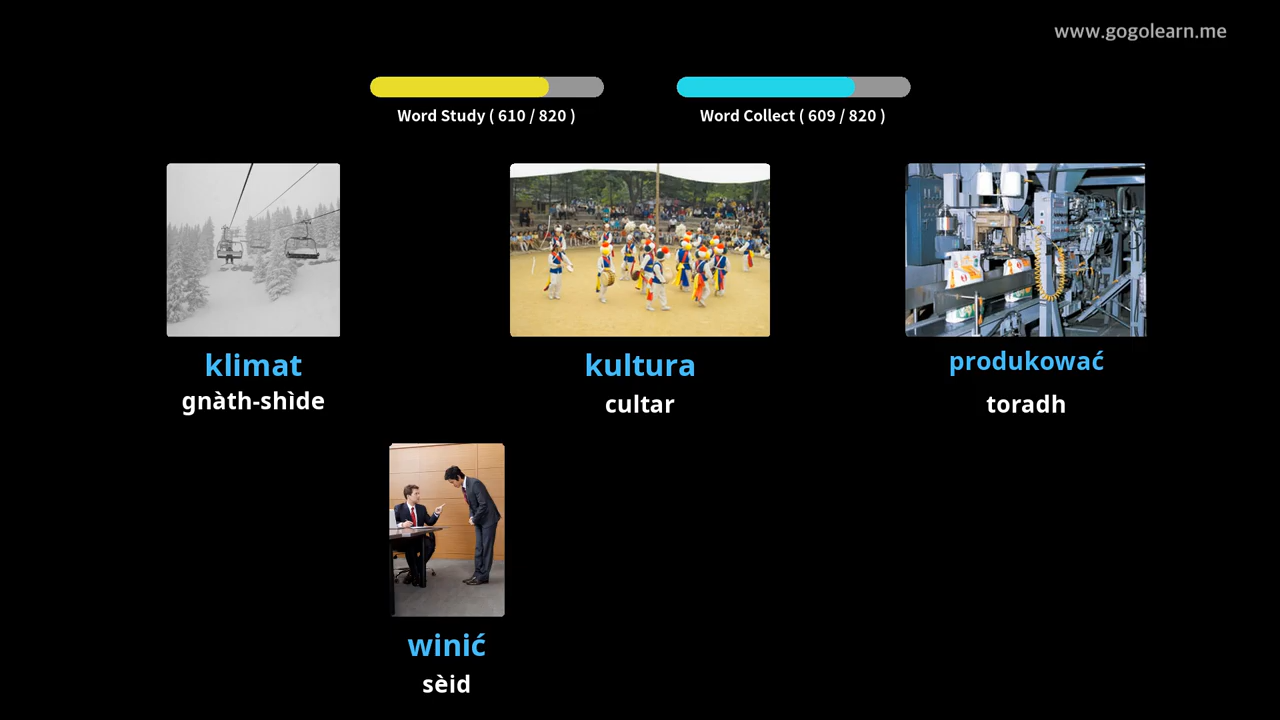 www.gogolearn.me
Word Study ( 610 / 820 )
Word Collect ( 609 / 820 )
klimat
gnàth-shìde
kultura
cultar
produkować
toradh
winić
sèid